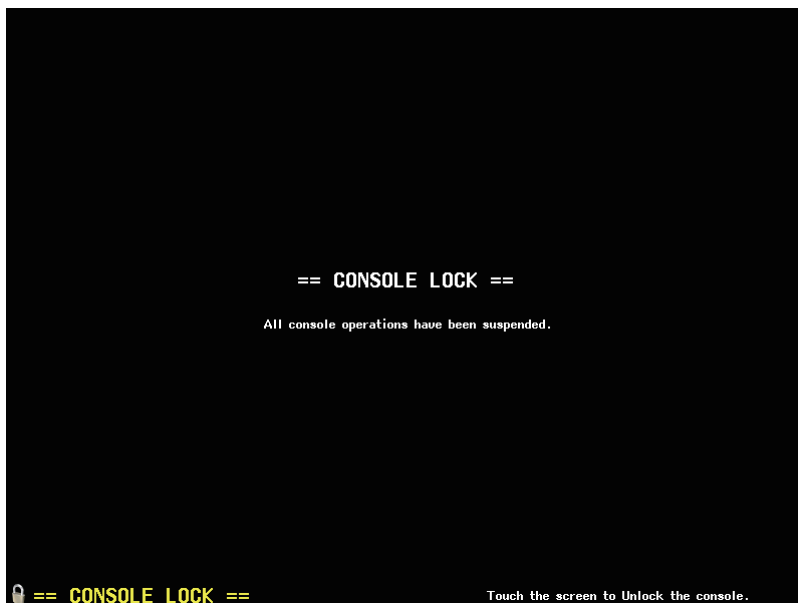 == CONSOLE LOCK ==
All console operations have been suspended.
== CONSOLE LOCK ==
Touch the screen to Unlock the console.